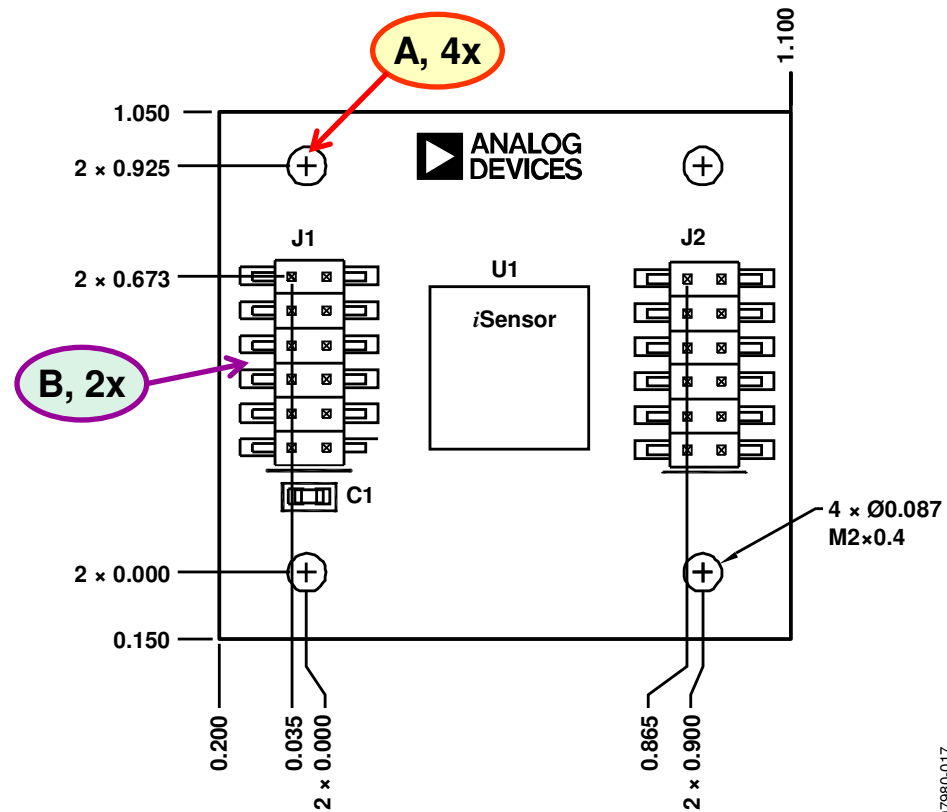 A, 4x
1.100
1.050
ANALOG
DEVICES
2 × 0.925
J1
J2
U1
2 × 0.673
iSensor
B, 2x
C1
4 × Ø0.087
M2×0.4
2 × 0.000
0.150
0.200
0.035
2 × 0.000
0.865
2 × 0.900